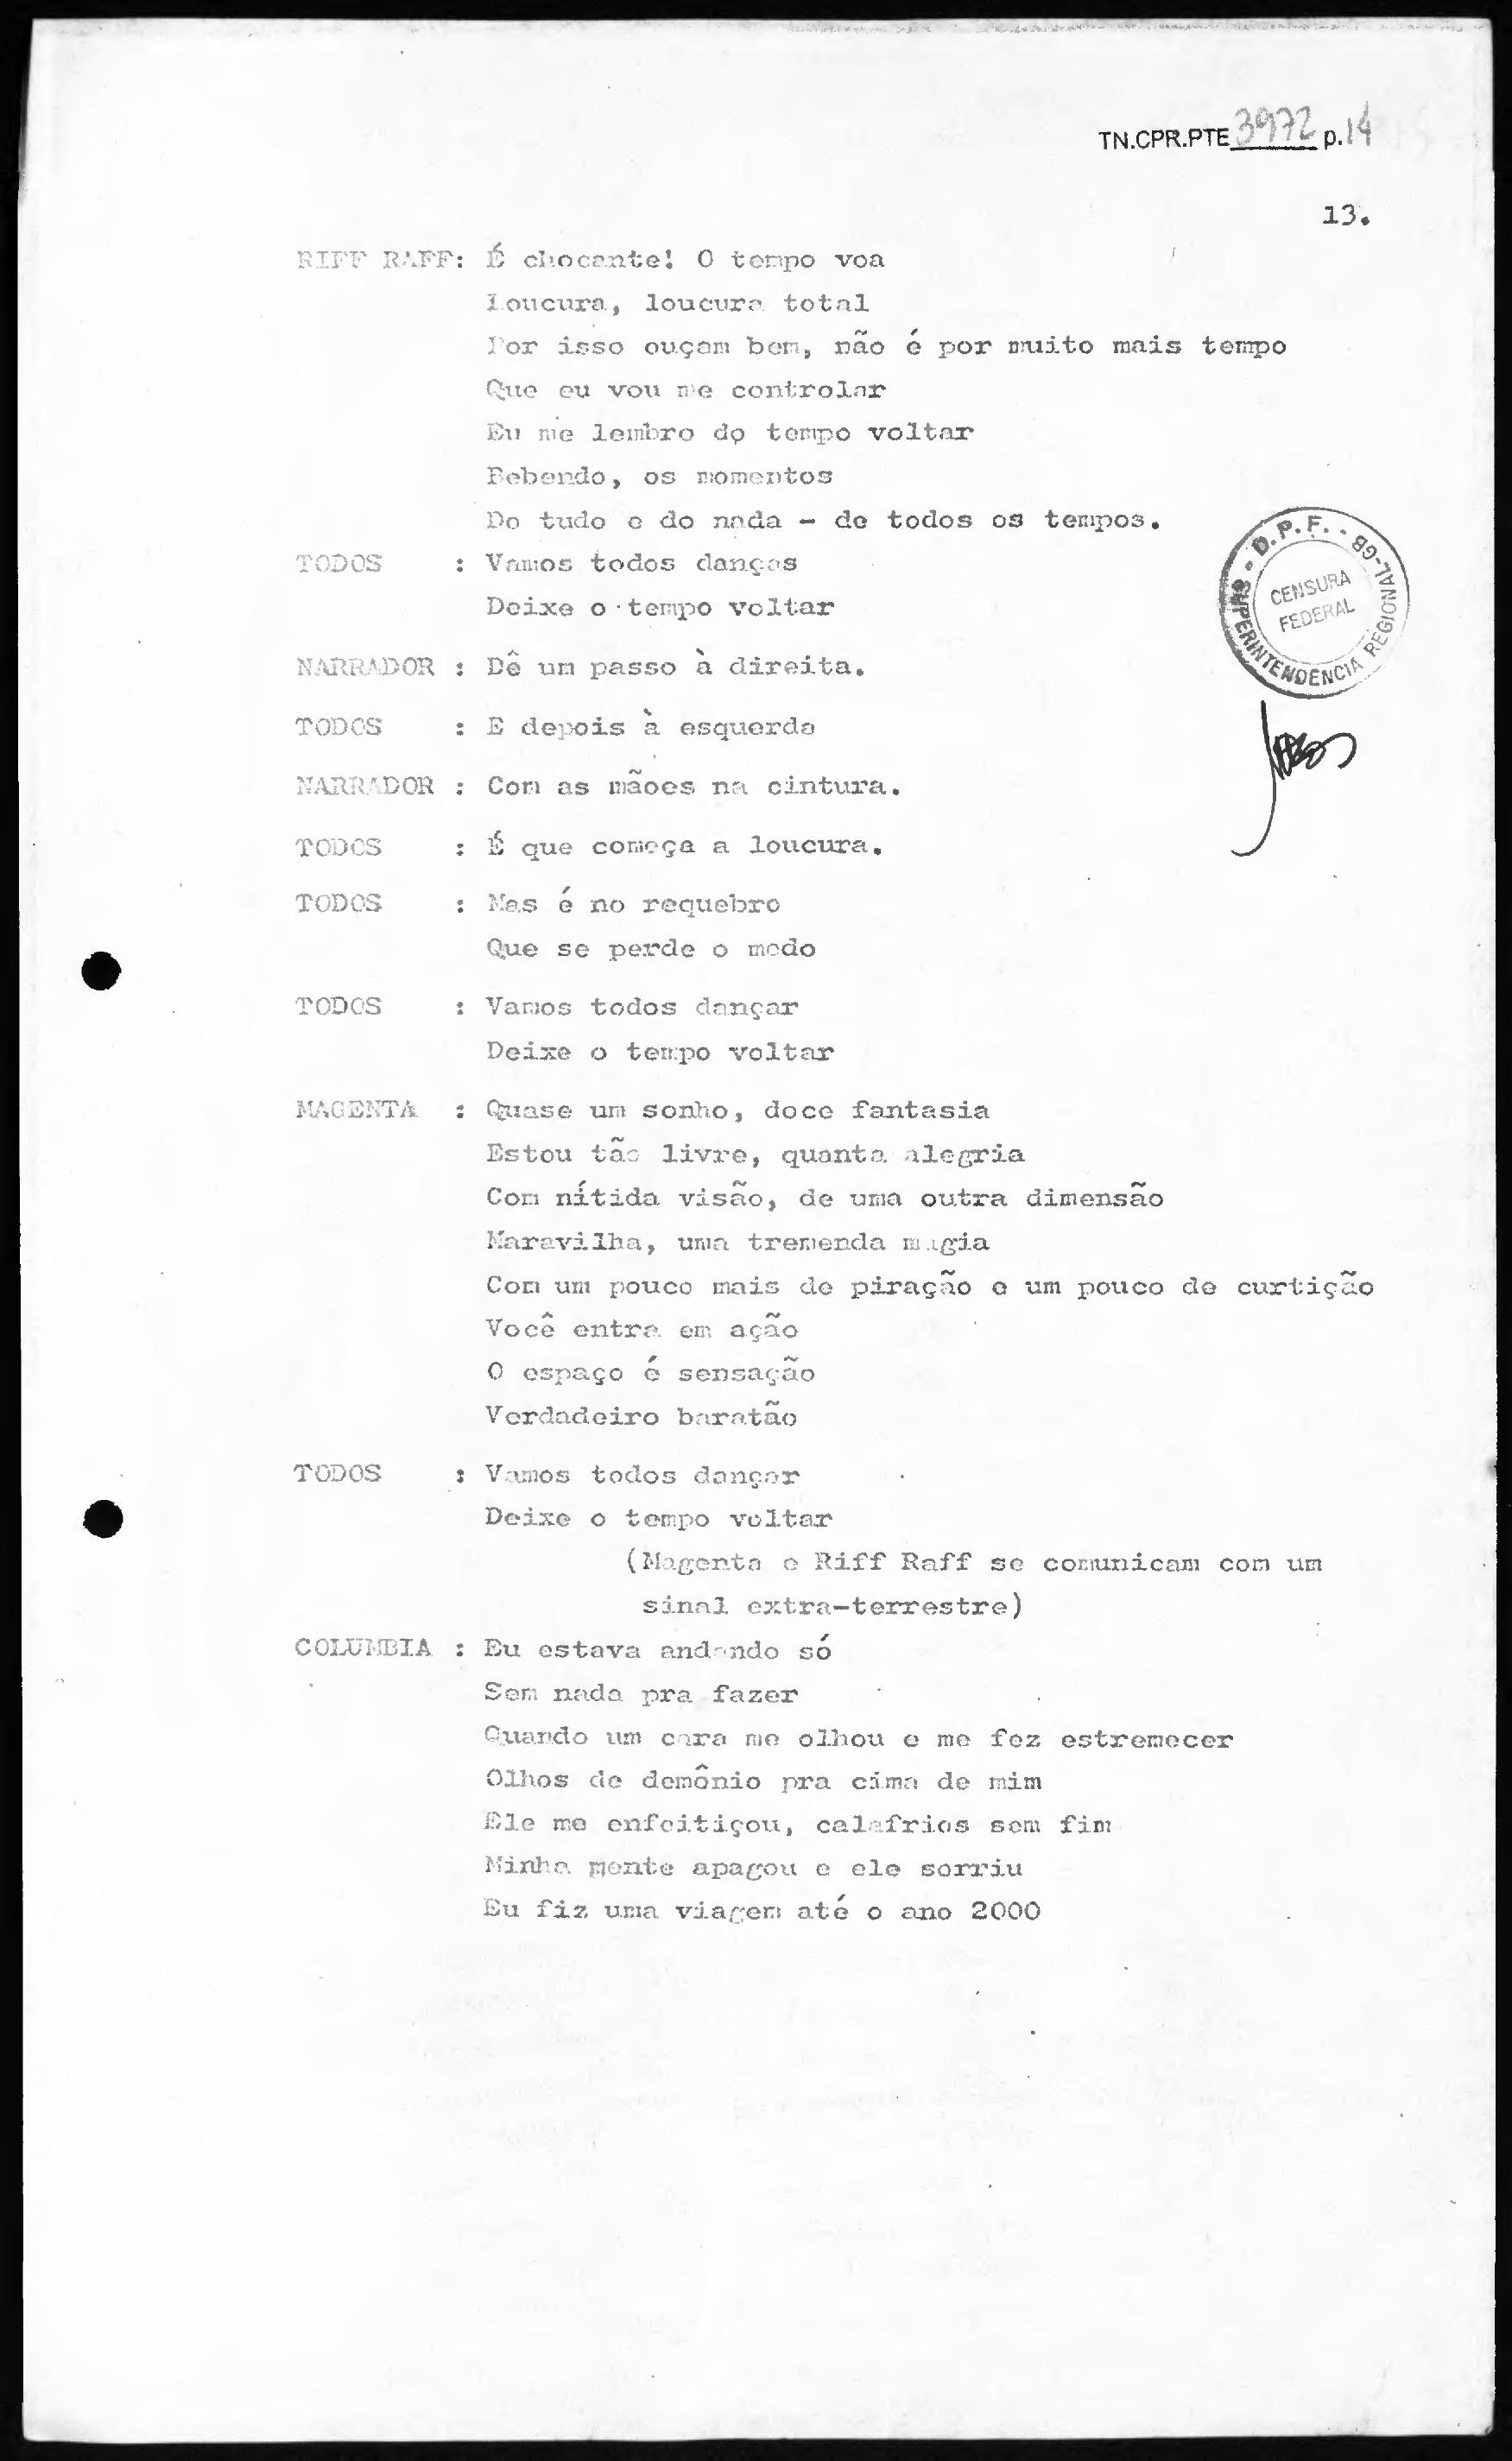 TN.CPR.PTE 3972 p.14
13.
RIFF RAFF: É chocante! O tempo voa
Loucura, loucura total
Por isso ouçam bem, não é por muito mais tempo
Que eu vou me controlar
Eu me lembro do tempo voltar
Bebendo, os momentos
Do tudo e do nada - de todos os tempos.
TODOS : Vamos todos danças
Deixe o tempo voltar
NARRADOR : Dê um passo à direita.
TODOS : E depois à esquerda
NARRADOR : Com as mãoes na cintura.
TODOS : É que começa a loucura.
TODOS : Mas é no requebro
Que se perde o medo
TODOS : Vamos todos dançar
Deixe o tempo voltar
MAGENTA : Quase um sonho, doce fantasia
Estou tão livre, quanta alegria
Com nítida visão, de uma outra dimensão
Maravilha, uma tremenda magia
Com um pouco mais de piração e um pouco de curtição
Você entra em ação
O espaço é sensação
Verdadeiro baratão
TODOS : Vamos todos dançar
Deixe o tempo voltar
(Magenta e Riff Raff se comunicam com um
sinal extra-terrestre)
COLUMBIA : Eu estava andando só
Sem nada pra fazer
Quando um cara me olhou e me fez estremecer
Olhos de demônio pra cima de mim
Ele me enfeitiçou, calafrios sem fim
Minha mente apagou e ele sorriu
Eu fiz uma viagem até o ano 2000
D.P.F. - SUPERINTENDÊNCIA REGIONAL-GB
CENSURA
FEDERAL